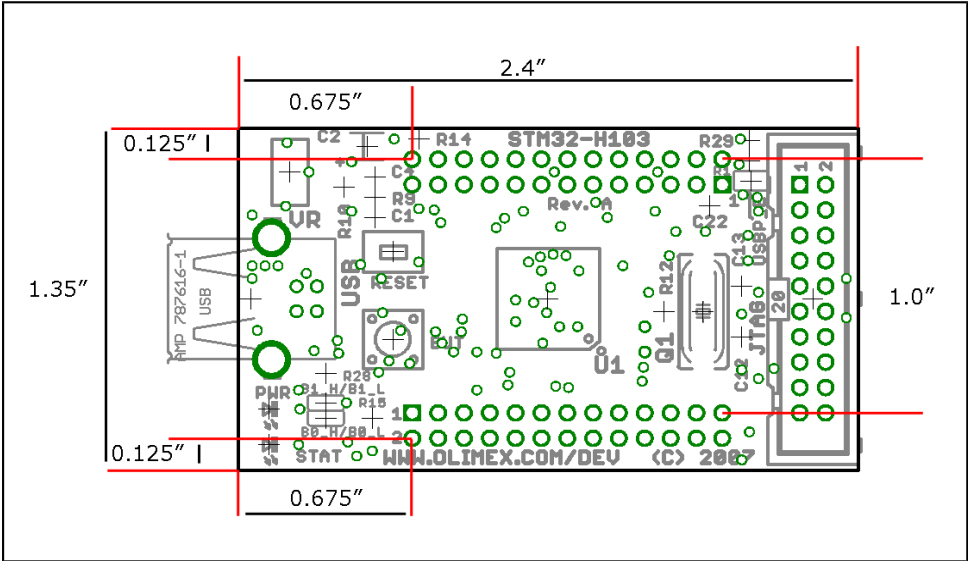 2.4”
0.675”
0.125”
C2
R14
STM32-H103
R29
C4
R9
C1
R10
VR
Rev. A
1
C22
1
2
C13
USBP
USB
RESET
R12
AMP 787616-1
USB
1.35”
1.0”
20
JTAG
Q1
U1
C12
PWR
R28
B1_H/B1_L
R15
B0_H/B0_L
1
2
STAT
WWW.OLIMEX.COM/DEV
(C) 2007
0.125”
0.675”